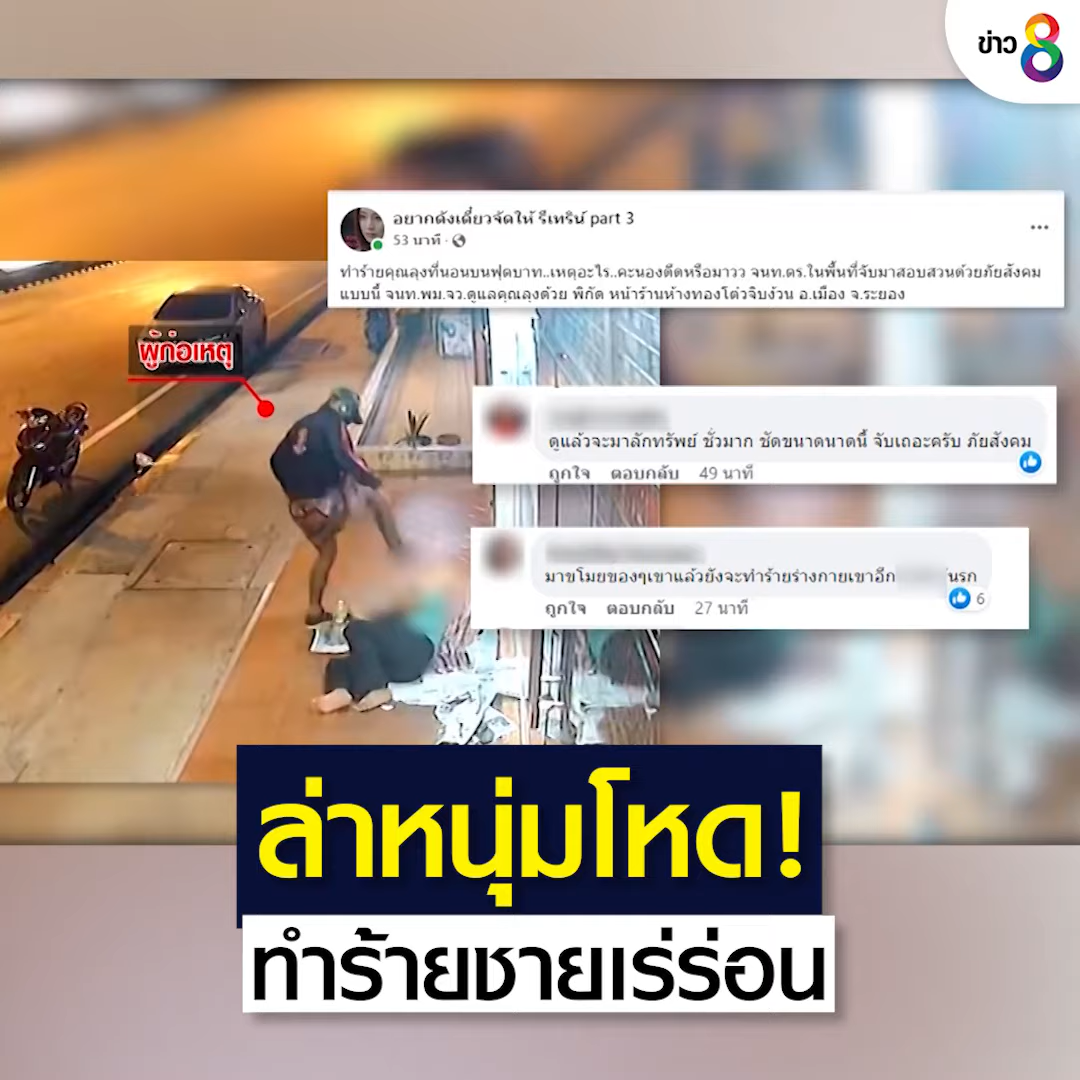 ข่าว 8
อยากดังเดี๋ยวจัดให้ รีเทริน์ part 3
53 นาที
ทำร้ายคุณลุงที่นอนบนฟุตบาท..เหตุอะไร..คะนองตีดหรือมาวว จนท.ตร.ในพื้นที่จับมาสอบสวนด้วยภัยสังคม
แบบนี้ จนท.พม.จว.ดูแลคุณลุงด้วย พิกัด หน้าร้านห้างทองโต๋วจิบง้วน อ.เมือง จ.ระยอง
ผู้ก่อเหตุ
ดูแล้วจะมาลักทรัพย์ ชั่วมาก ชัดขนาดนาดนี้ จับเถอะครับ ภัยสังคม
ถูกใจ ตอบกลับ 49 นาที
มาขโมยของๆเขาแล้วยังจะทำร้ายร่างกายเขาอีก
ถูกใจ ตอบกลับ 27 นาที 6
ล่าหนุ่มโหด!
ทำร้ายชายเร่ร่อน